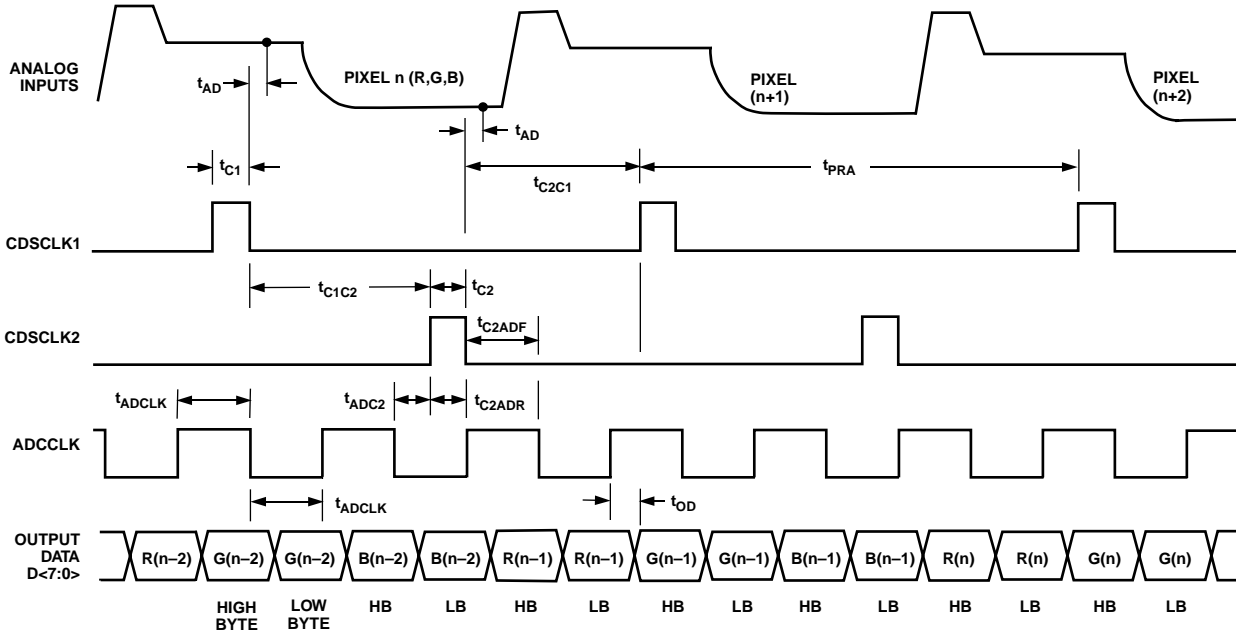 ANALOG
INPUTS
t_AD
PIXEL n (R,G,B)
t_AD
PIXEL
(n+1)
PIXEL
(n+2)
t_C1
t_C2C1
t_PRA
CDSCLK1
t_C1C2
t_C2
CDSCLK2
t_C2ADF
t_ADCLK
t_ADC2
t_C2ADR
ADCCLK
t_ADCLK
t_OD
OUTPUT
DATA
D<7:0>
R(n–2) G(n–2) G(n–2) B(n–2) B(n–2) R(n–1) R(n–1) G(n–1) G(n–1) B(n–1) B(n–1) R(n) R(n) G(n) G(n)
HIGH
BYTE
LOW
BYTE
HB LB HB LB HB LB HB LB HB LB HB LB